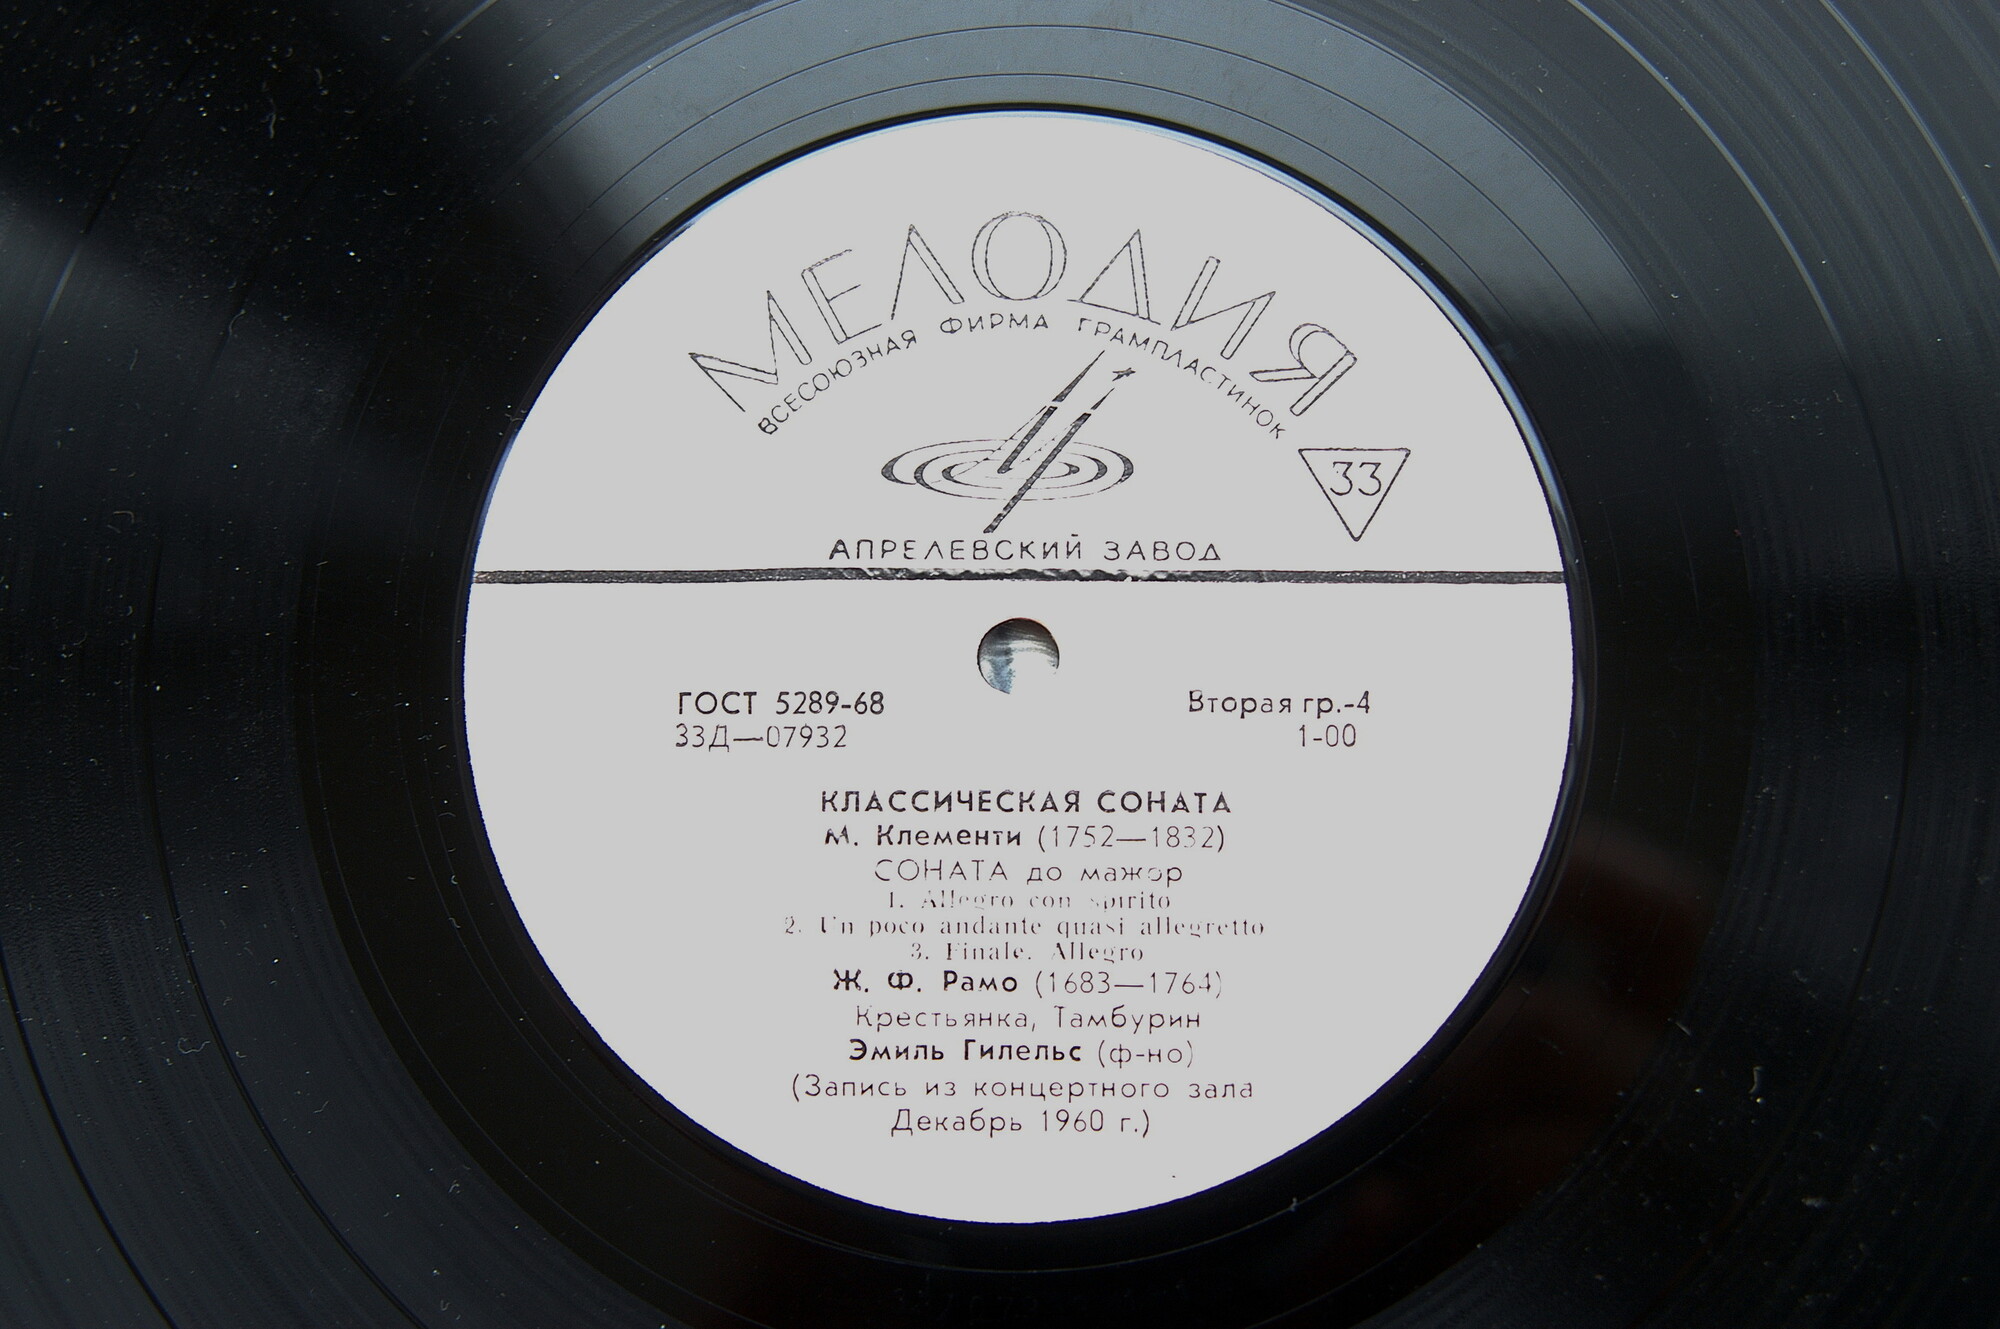 МЕЛОДИЯ
ВСЕСОЮЗНАЯ ФИРМА ГРАМПЛАСТИНОК
33
АПРЕЛЕВСКИЙ ЗАВОД
ГОСТ 5289-68 Вторая гр.-4
33Д—07932 1-00
КЛАССИЧЕСКАЯ СОНАТА
М. Клементи (1752—1832)
СОНАТА до мажор
1. Allegro con spirito
2. Un poco andante quasi allegretto
3. Finale. Allegro
Ж. Ф. Рамо (1683—1764)
Крестьянка, Тамбурин
Эмиль Гилельс (ф-но)
(Запись из концертного зала
Декабрь 1960 г.)